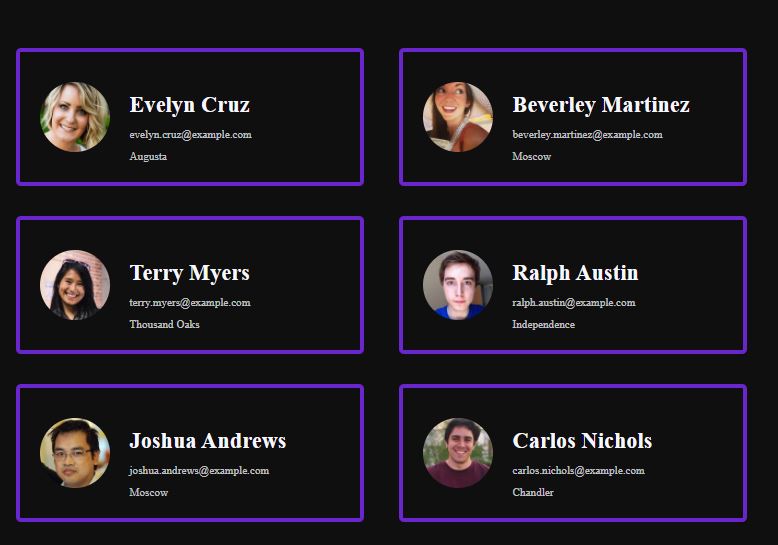 Evelyn Cruz
evelyn.cruz@example.com
Augusta
Beverley Martinez
beverley.martinez@example.com
Moscow
Terry Myers
terry.myers@example.com
Thousand Oaks
Ralph Austin
ralph.austin@example.com
Independence
Joshua Andrews
joshua.andrews@example.com
Moscow
Carlos Nichols
carlos.nichols@example.com
Chandler